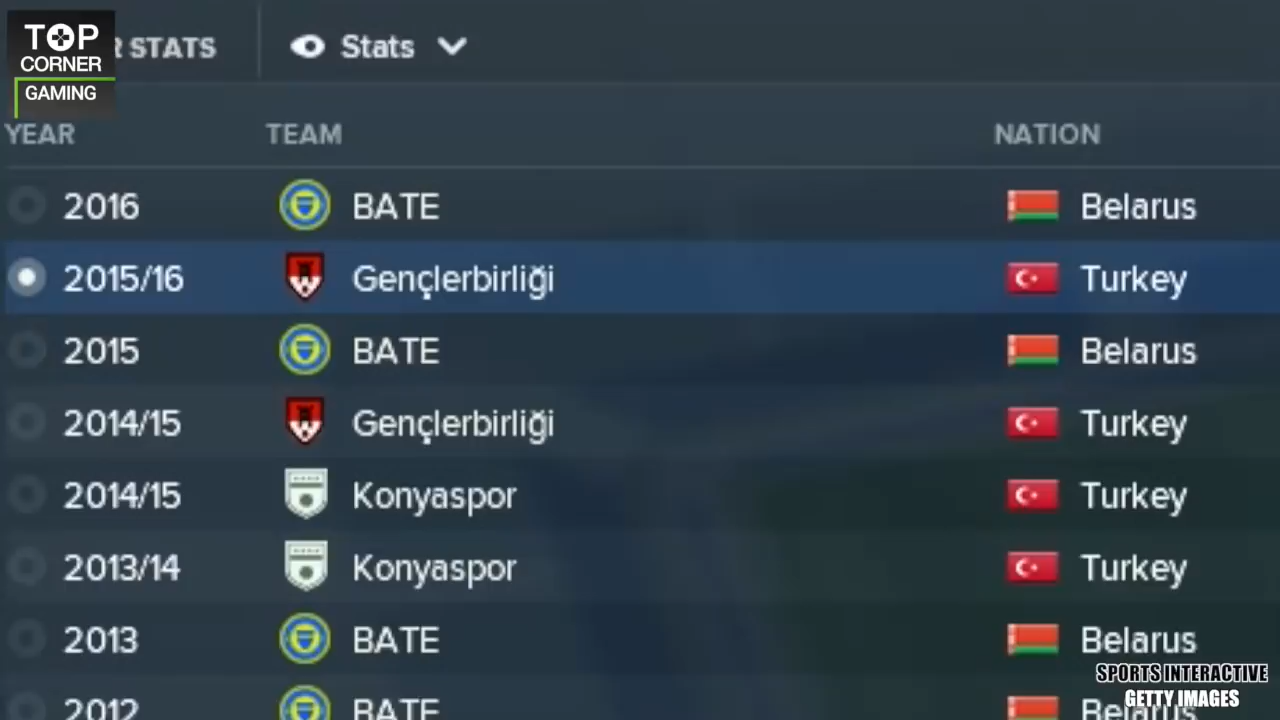 TOP
CORNER
GAMING
R STATS
Stats
YEAR TEAM NATION
2016 BATE Belarus
2015/16 Gençlerbirliği Turkey
2015 BATE Belarus
2014/15 Gençlerbirliği Turkey
2014/15 Konyaspor Turkey
2013/14 Konyaspor Turkey
2013 BATE Belarus
2012 BATE Belarus
SPORTS INTERACTIVE
GETTY IMAGES